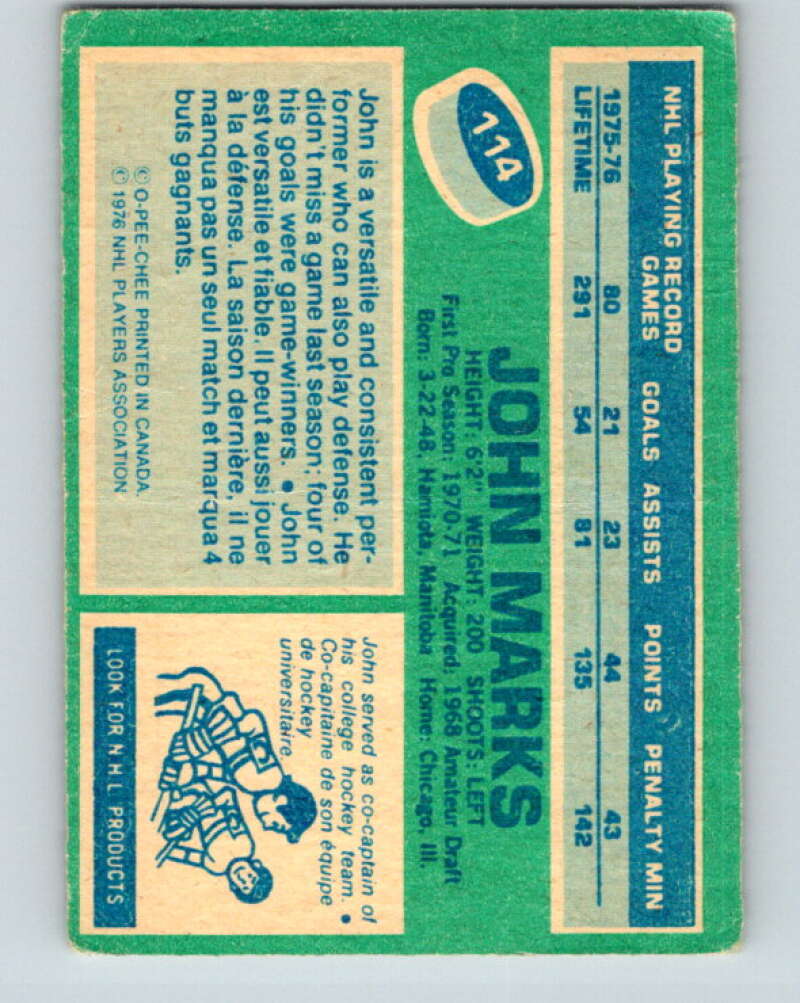 114
JOHN MARKS
HEIGHT: 6'2" WEIGHT: 200 SHOOTS: LEFT
First Pro Season: 1970-71 Acquired: 1968 Amateur Draft
Born: 3-22-48, Hamiota, Manitoba Home: Chicago, Ill.
NHL PLAYING RECORD
GAMES GOALS ASSISTS POINTS PENALTY MIN
1975-76 80 21 23 44 43
LIFETIME 291 54 81 135 142
John is a versatile and consistent per-
former who can also play defense. He
didn't miss a game last season; four of
his goals were game-winners. • John
est versatile et fiable. Il peut aussi jouer
à la défense. La saison dernière, il ne
manqua pas un seul match et marqua 4
buts gagnants.
© O-PEE-CHEE PRINTED IN CANADA.
© 1976 NHL PLAYERS ASSOCIATION
John served as co-captain of
his college hockey team. •
Co-capitaine de son équipe
de hockey
universitaire.
LOOK FOR N H L PRODUCTS